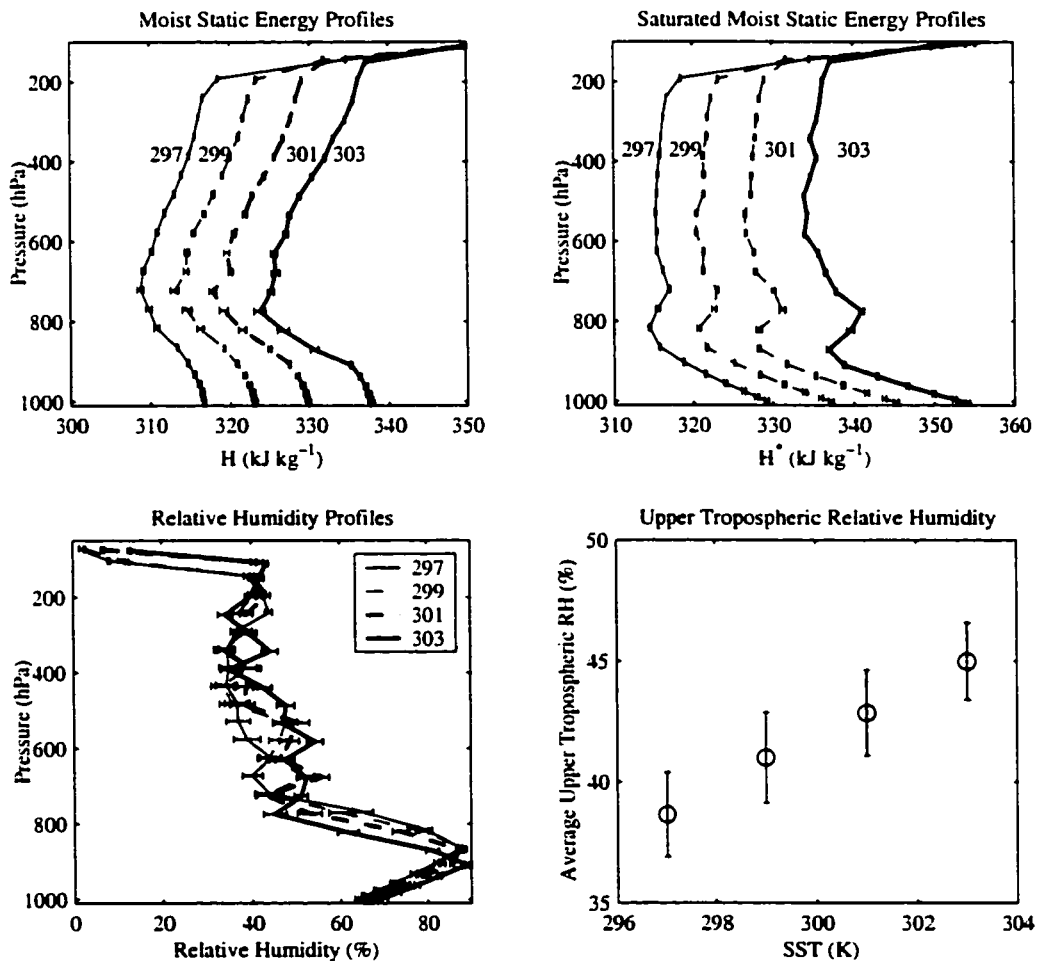 Moist Static Energy Profiles
Pressure (hPa)
200
400
600
800
1000
297 299 301 303
300 310 320 330 340 350
H (kJ kg⁻¹)
Saturated Moist Static Energy Profiles
Pressure (hPa)
200
400
600
800
1000
297 299 301 303
310 320 330 340 350 360
H* (kJ kg⁻¹)
Relative Humidity Profiles
Pressure (hPa)
200
400
600
800
1000
297
299
301
303
0 20 40 60 80
Relative Humidity (%)
Upper Tropospheric Relative Humidity
Average Upper Tropospheric RH (%)
50
45
40
35
296 298 300 302 304
SST (K)